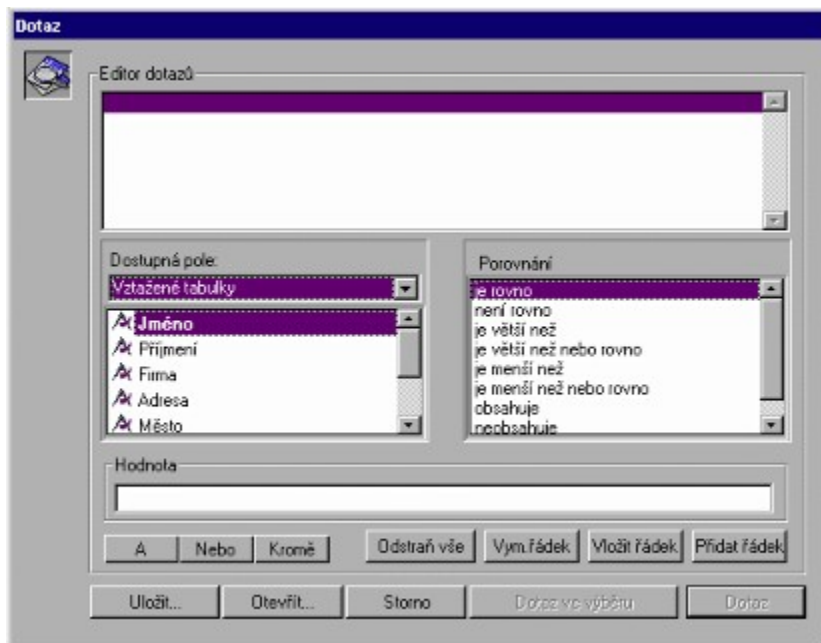 Dotaz
Editor dotazů
Dostupná pole:
Vztažené tabulky
Jméno
Příjmení
Firma
Adresa
Město
Porovnání
je rovno
není rovno
je větší než
je větší než nebo rovno
je menší než
je menší než nebo rovno
obsahuje
neobsahuje
Hodnota
A Nebo Kromě Odstraň vše Vym.řádek Vložit řádek Přidat řádek
Uložit... Otevřít... Storno Dotaz ve výběru Dotaz